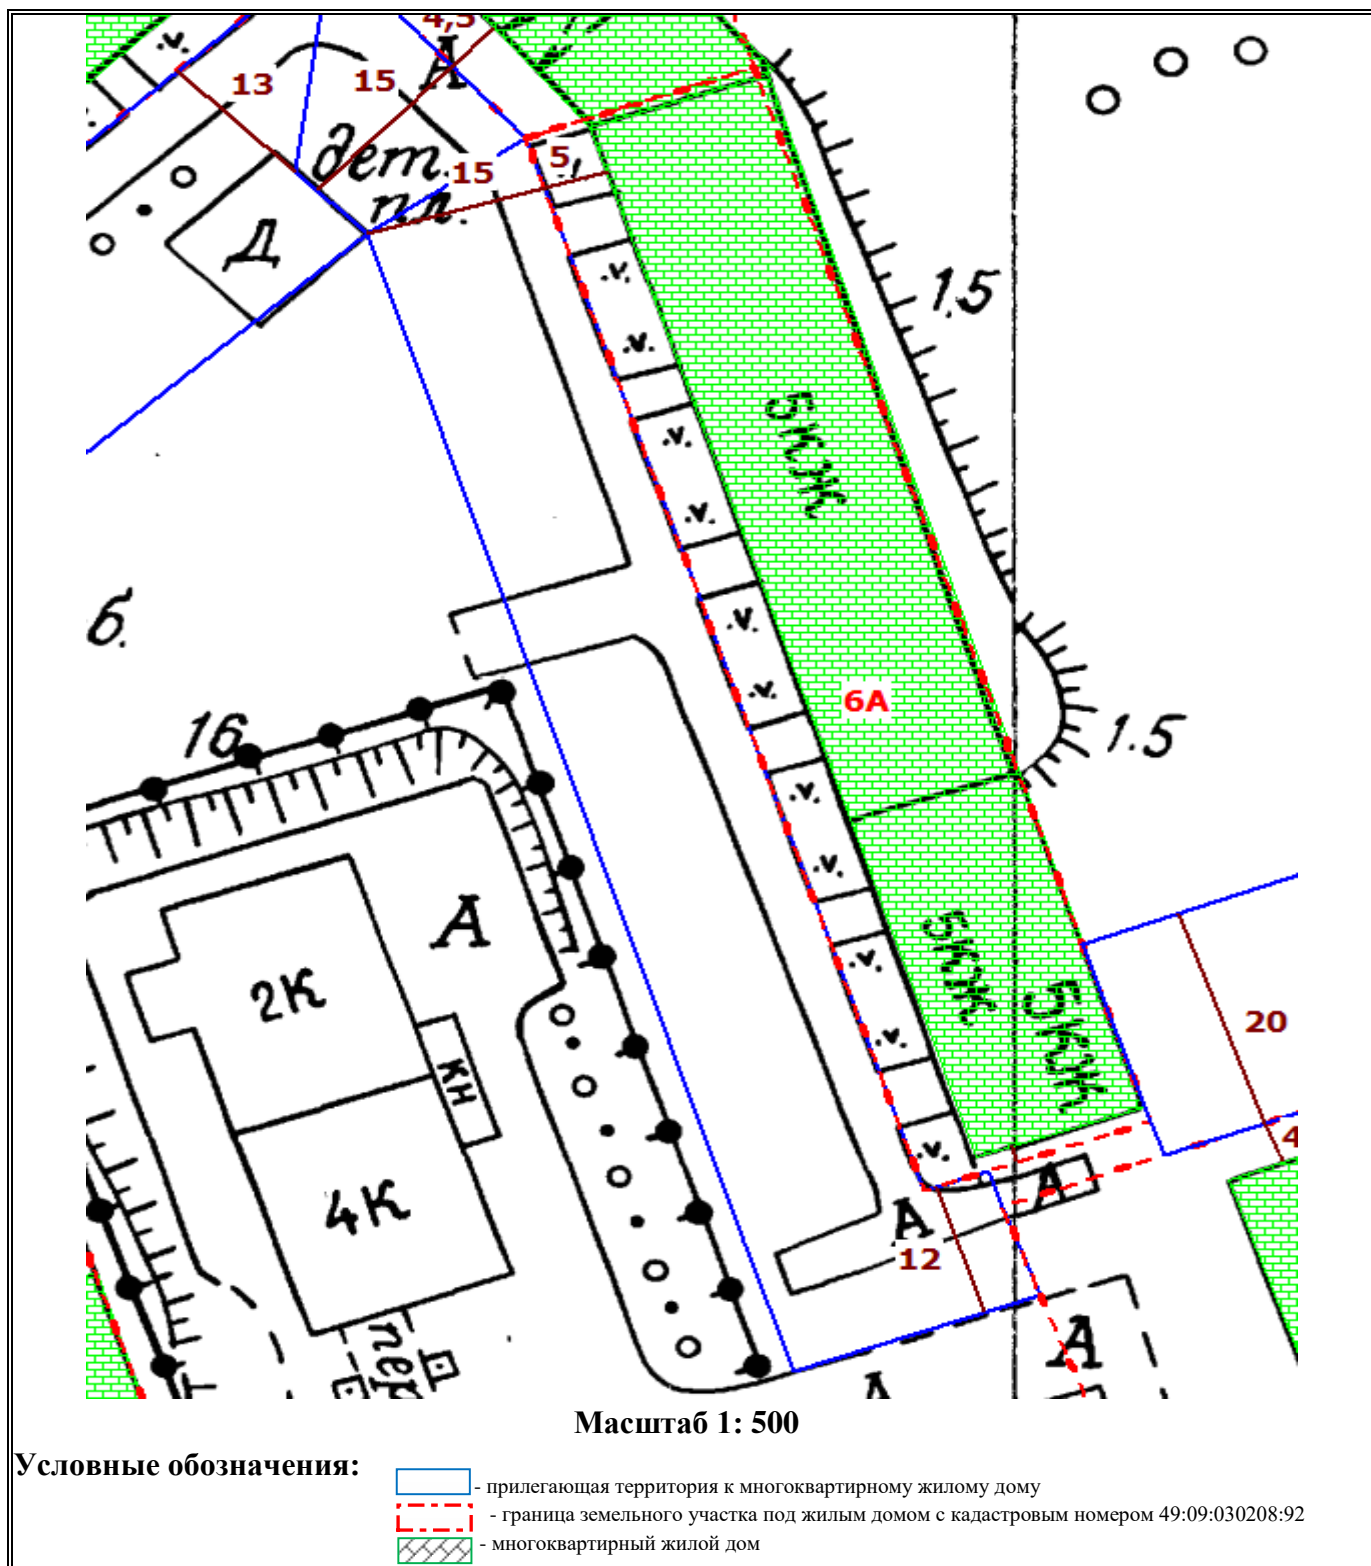 4,5
А
13
15
дет.
пл.
15
5
Д
1.5
5КЖ
б.
6А
16
1.5
А
2К
КН
4К
5КЖ
5КЖ
20
4
А
А
12
А
А
пер
Масштаб 1: 500
Условные обозначения:
- прилегающая территория к многоквартирному жилому дому
- граница земельного участка под жилым домом с кадастровым номером 49:09:030208:92
- многоквартирный жилой дом